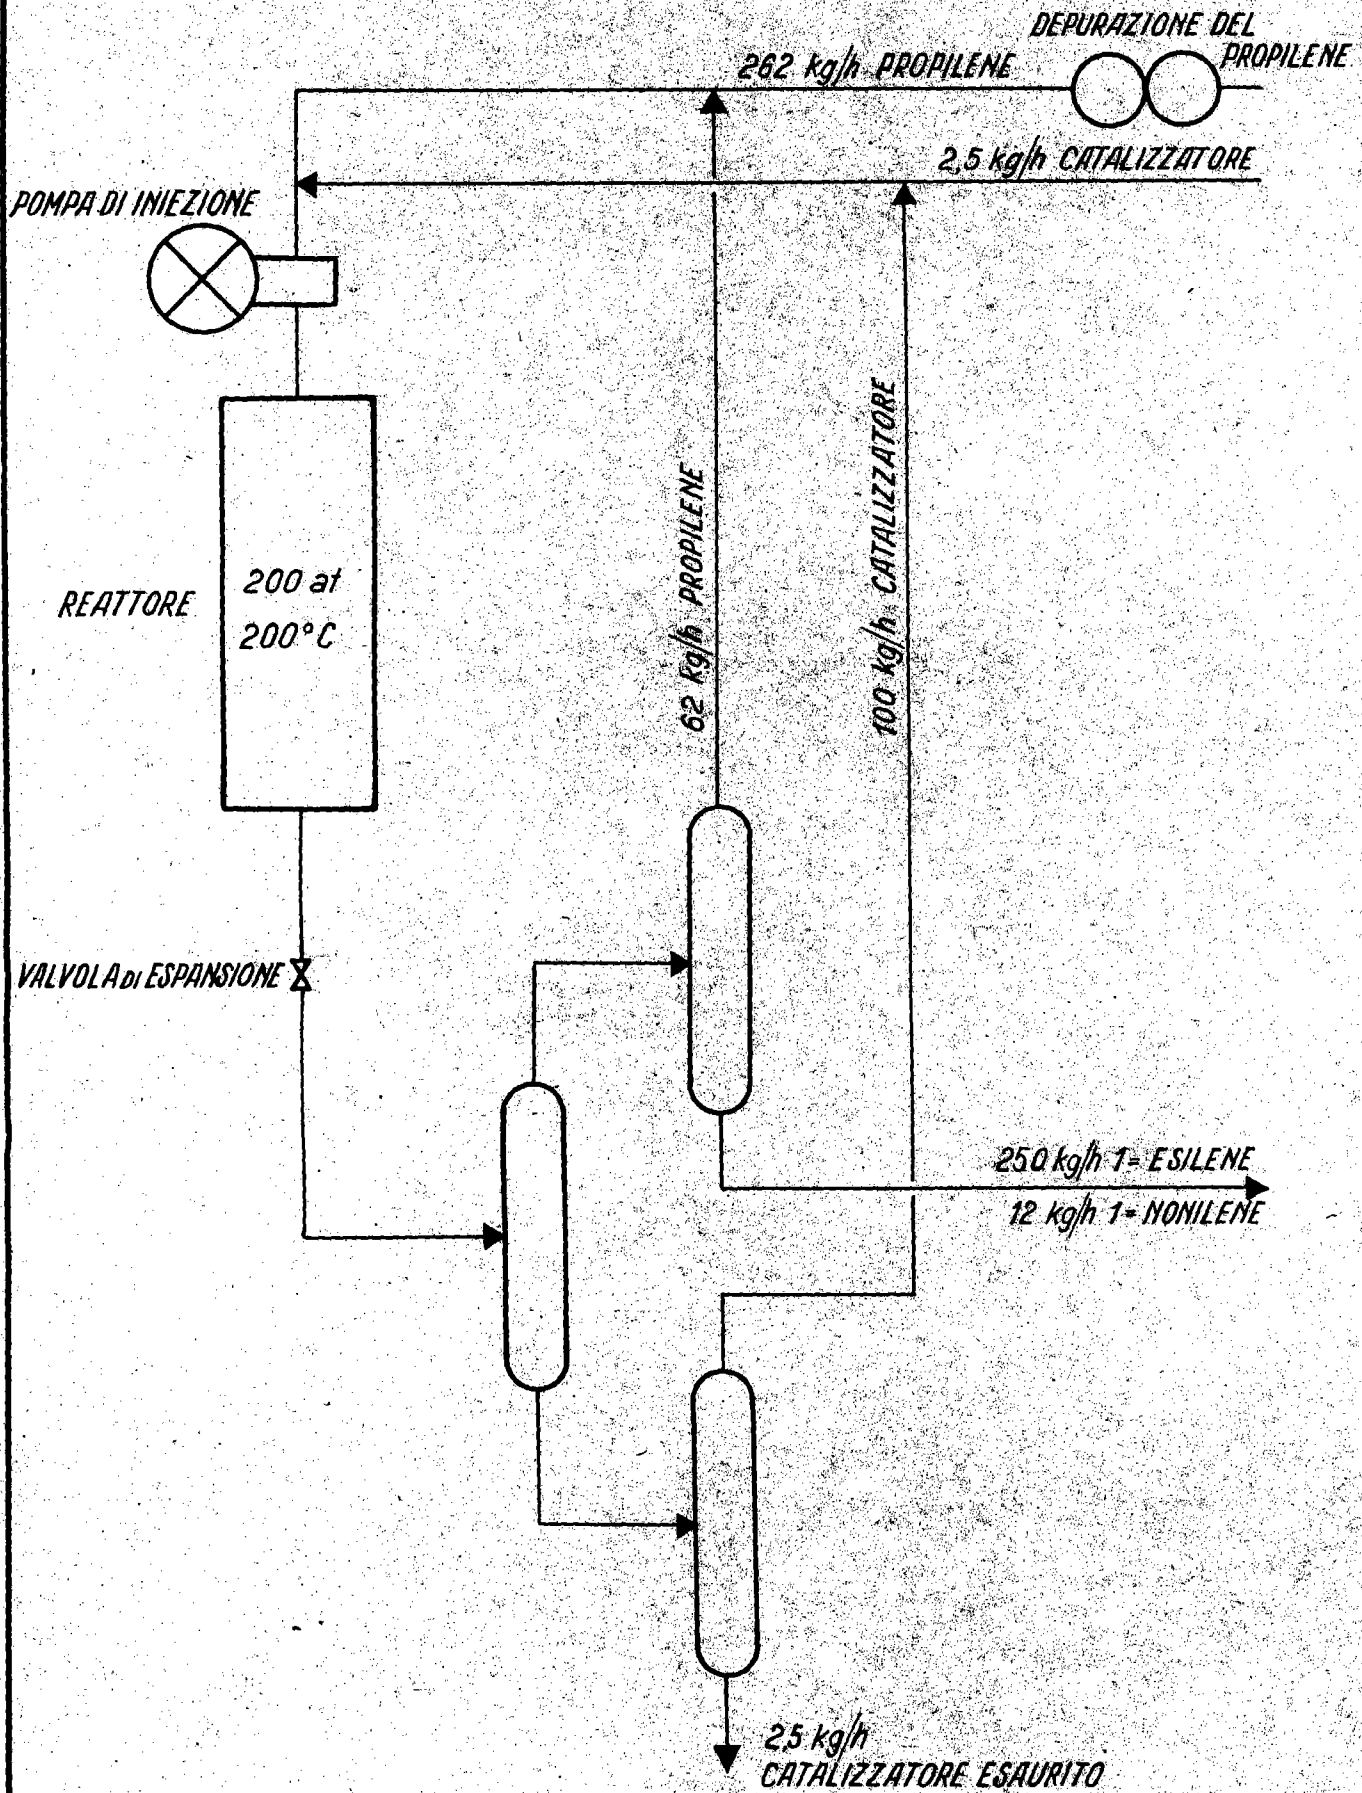 DEPURAZIONE DEL
PROPILENE
262 kg/h PROPILENE
2,5 kg/h CATALIZZATORE
POMPA DI INIEZIONE
62 Kg/h PROPILENE
100 Kg/h CATALIZZATORE
REATTORE
200 at
200°C
VALVOLA DI ESPANSIONE
250 kg/h 1= ESILENE
12 kg/h 1= NONILENE
2,5 kg/h
CATALIZZATORE ESAURITO